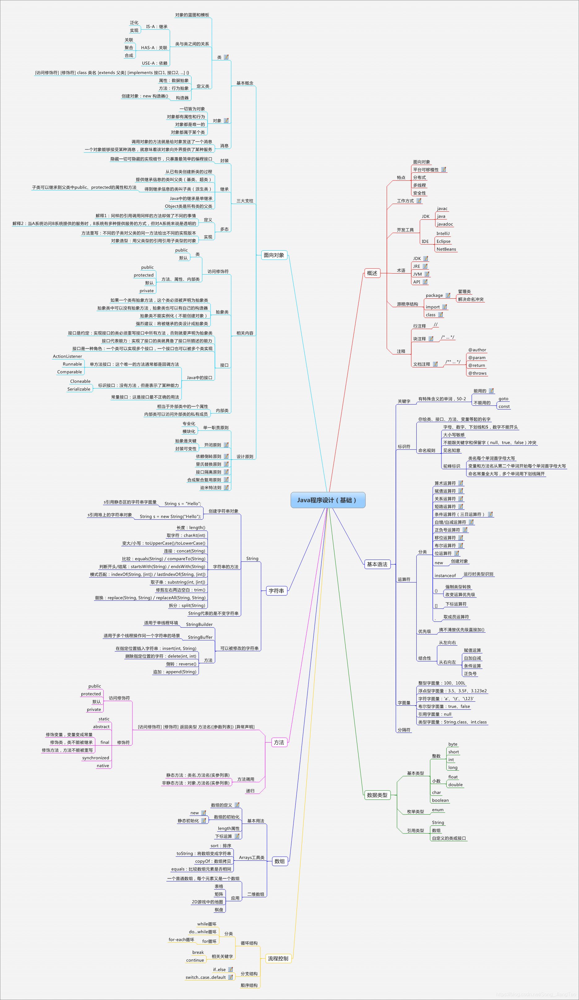 Java程序设计（基础）
概述
特点
面向对象
平台可移植性
分布式
多线程
安全性
工作方式
开发工具
JDK
javac
java
javadoc
IDE
IntelliJ
Eclipse
NetBeans
术语
JDK
JRE
JVM
API
源程序结构
package
管理类
解决命名冲突
import
class
注释
行注释
//
块注释
/* ... */
文档注释
/** ... */
@author
@param
@return
@throws
基本语法
关键字
有特殊含义的单词，50-2
能用的
不能用的
goto
const
标识符
你给类、接口、方法、变量等起的名字
命名规则
字母、数字、下划线和$，数字不能开头
大小写敏感
不能跟关键字和保留字（null、true、false）冲突
见名知意
驼峰标识
类名每个单词首字母大写
变量和方法名从第二个单词开始每个单词首字母大写
命名常量全大写，多个单词用下划线隔开
运算符
分类
算术运算符
赋值运算符
关系运算符
短路运算符
条件运算符（三目运算符）
自增/自减运算符
正负号运算符
移位运算符
布尔运算符
位运算符
new
创建对象
instanceof
运行时类型识别
()
强制类型转换
改变运算优先级
[]
下标运算符
.
取成员运算符
优先级
搞不清楚优先级直接加()
结合性
从左向右
从右向左
赋值运算
自加自减
条件运算
正负号
字面量
整型字面量：100、100L
浮点型字面量：3.5、3.5F、3.123e2
字符字面量：'a'、'\t'、'\123'
布尔型字面量：true、false
引用字面量：null
类型字面量：String.class、int.class
分隔符
数据类型
基本类型
整数
byte
short
int
long
小数
float
double
char
boolean
枚举类型
enum
引用类型
String
数组
自定义的类或接口
面向对象
基本概念
类
对象的蓝图和模板
类与类之间的关系
IS-A：继承
泛化
实现
HAS-A：关联
关联
聚合
合成
USE-A：依赖
定义类
[访问修饰符] [修饰符] class 类名 [extends 父类] [implements 接口1, 接口2, ...] {}
属性：数据抽象
方法：行为抽象
构造器
创建对象：new 构造器()
对象
一切皆为对象
对象都有属性和行为
对象都是唯一的
对象都属于某个类
消息
调用对象的方法就是给对象发送了一个消息
一个对象能够接受某种消息，就意味着该对象向外界提供了某种服务
三大支柱
封装
隐藏一切可隐藏的实现细节，只暴露最简单的编程接口
继承
从已有类创建新类的过程
提供继承信息的类叫父类（基类、超类）
得到继承信息的类叫子类（派生类）
子类可以继承到父类中public、protected的属性和方法
Java中的继承是单继承
Object类是所有类的父类
多态
定义
解释1：同样的引用调用同样的方法却做了不同的事情
解释2：当A系统访问B系统提供的服务时，B系统有多种提供服务的方式，但对A系统来说是透明的
实现
方法重写：不同的子类对父类的同一方法给出不同的实现版本
对象造型：用父类型的引用引用子类型的对象
相关内容
访问修饰符
类
public
默认
方法、属性、内部类
public
protected
默认
private
抽象类
如果一个类有抽象方法，这个类必须被声明为抽象类
抽象类中可以没有抽象方法，抽象类也可以有自己的构造器
抽象类不能实例化（不能创建对象）
强烈建议：将被继承的类设计成抽象类
接口
接口是约定：实现接口的类必须重写接口中所有方法，否则就要声明为抽象类
接口代表能力：实现了接口的类就具备了接口所描述的能力
接口是一种角色：一个类可以实现多个接口，一个接口也可以被多个类实现
Java中的接口
单方法接口：这个唯一的方法通常都是回调方法
ActionListener
Runnable
Comparable
标识接口：没有方法，但是表示了某种能力
Cloneable
Serializable
常量接口：这是接口最不正确的用法
内部类
相当于外部类中的一个属性
内部类可以访问外部类的私有成员
设计原则
单一职责原则
专业化
模块化
开闭原则
抽象是关键
封装可变性
依赖倒转原则
里氏替换原则
接口隔离原则
合成聚合复用原则
迪米特法则
字符串
String
创建字符串对象
String s = "Hello";
s引用静态区的字符串字面量
String s = new String("Hello");
s引用堆上的字符串对象
字符串的方法
长度：length()
取字符：charAt(int)
变大/小写：toUpperCase()/toLowerCase()
连接：concat(String)
比较：equals(String) / compareTo(String)
判断开头/结尾：startsWith(String) / endsWith(String)
模式匹配：indexOf(String, [int]) / lastIndexOf(String, [int])
取子串：substring(int, [int])
修剪左右两边空白：trim()
替换：replace(String, String) / replaceAll(String, String)
拆分：split(String)
String代表的是不变字符串
可以被修改的字符串
StringBuilder
适用于单线程环境
StringBuffer
适用于多个线程操作同一个字符串的场景
方法
在指定位置插入字符串：insert(int, String)
删除指定位置的字符：delete(int, int)
倒转：reverse()
追加：append(String)
方法
[访问修饰符] [修饰符] 返回类型 方法名([参数列表]) [异常声明]
访问修饰符
public
protected
默认
private
修饰符
static
abstract
final
修饰变量，变量变成常量
修饰类，类不能被继承
修饰方法，方法不能被重写
synchronized
native
方法调用
静态方法：类名.方法名(实参列表)
非静态方法：对象.方法名(实参列表)
递归
数组
基本用法
数组的定义
数组的初始化
new
静态初始化
length属性
下标运算
Arrays工具类
sort：排序
toString：将数组变成字符串
copyOf：数组拷贝
equals：比较数组元素是否相同
二维数组
一个普通数组，每个元素又是一个数组
应用
表格
矩阵
2D游戏中的地图
棋盘
流程控制
循环结构
分类
while循环
do...while循环
for循环
for-each循环
相关关键字
break
continue
分支结构
if..else
switch..case..default
顺序结构
https://blog.csdn.net/Song_JiangTao